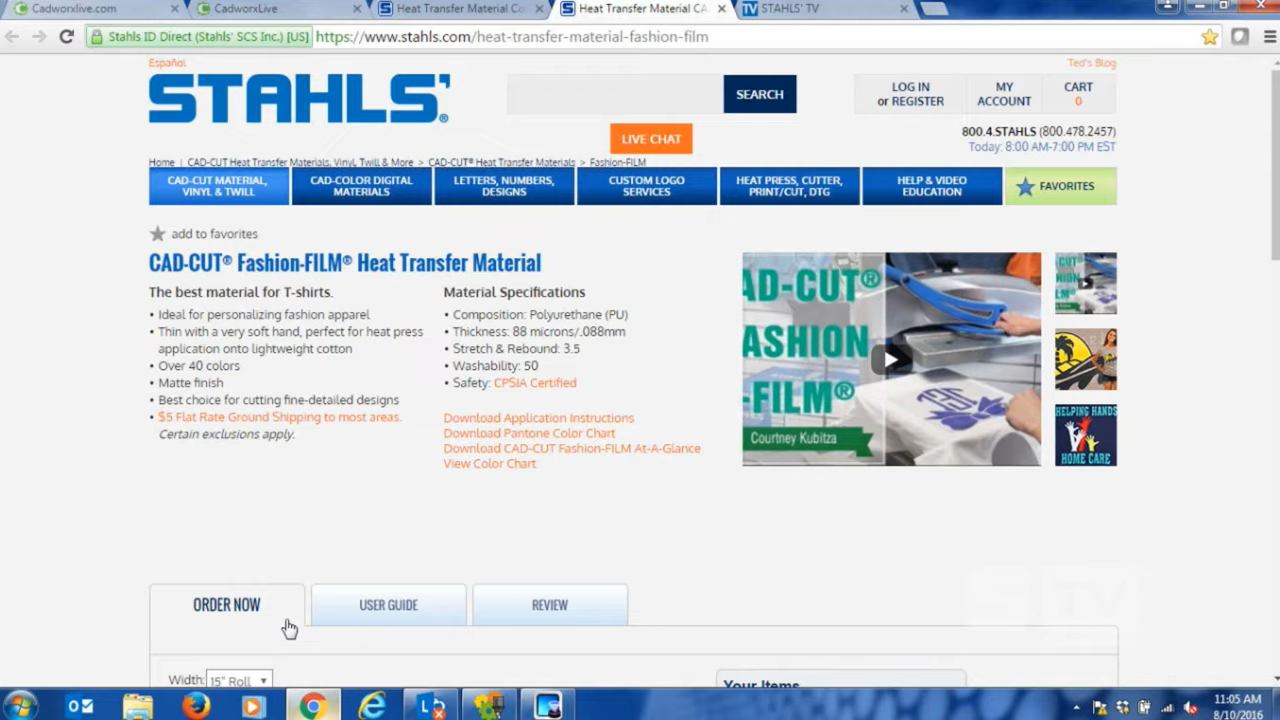 Cadworxlive.com
CadworxLive
Heat Transfer Material Co
Heat Transfer Material CA
TV STAHLS' TV
Stahls ID Direct (Stahls' SCS Inc.) [US]
https://www.stahls.com/heat-transfer-material-fashion-film
Español
Ted's Blog
STAHLS'®
SEARCH
LOG IN
or REGISTER
MY
ACCOUNT
CART
0
LIVE CHAT
800.4.STAHLS (800.478.2457)
Today: 8:00 AM-7:00 PM EST
Home | CAD-CUT Heat Transfer Materials, Vinyl, Twill & More > CAD-CUT® Heat Transfer Materials > Fashion-FILM
CAD-CUT MATERIAL,
VINYL & TWILL
CAD-COLOR DIGITAL
MATERIALS
LETTERS, NUMBERS,
DESIGNS
CUSTOM LOGO
SERVICES
HEAT PRESS, CUTTER,
PRINT/CUT, DTG
HELP & VIDEO
EDUCATION
FAVORITES
add to favorites
CAD-CUT® Fashion-FILM® Heat Transfer Material
The best material for T-shirts.
• Ideal for personalizing fashion apparel
• Thin with a very soft hand, perfect for heat press
application onto lightweight cotton
• Over 40 colors
• Matte finish
• Best choice for cutting fine-detailed designs
• $5 Flat Rate Ground Shipping to most areas.
Certain exclusions apply.
Material Specifications
• Composition: Polyurethane (PU)
• Thickness: 88 microns/.088mm
• Stretch & Rebound: 3.5
• Washability: 50
• Safety: CPSIA Certified
Download Application Instructions
Download Pantone Color Chart
Download CAD-CUT Fashion-FILM At-A-Glance
View Color Chart
AD-CUT®
ASHION
-FILM®
Courtney Kubitza
HELPING HANDS
HOME CARE
ORDER NOW
USER GUIDE
REVIEW
TV
Width: 15" Roll
Your Items
11:05 AM
8/10/2016